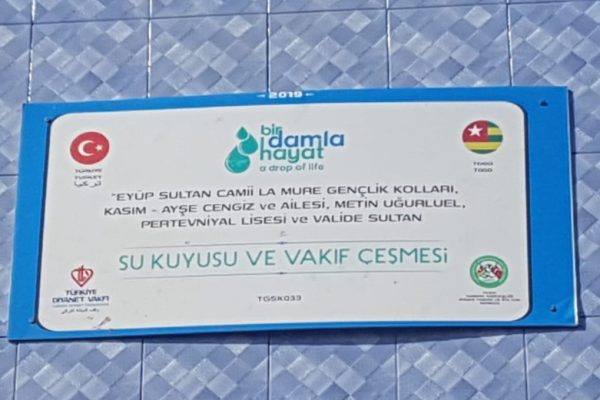 2019
bir
damla
hayat
a drop of life
TÜRKİYE
TURKEY
تركيا
TOGO
TOGO
"EYÜP SULTAN CAMİİ LA MURE GENÇLİK KOLLARI,
KASIM - AYŞE CENGİZ ve AİLESİ, METİN UĞURLUEL,
PERTEVNİYAL LİSESİ ve VALİDE SULTAN
SU KUYUSU VE VAKIF ÇEŞMESİ
TÜRKİYE
DİYANET VAKFI
TGSK033